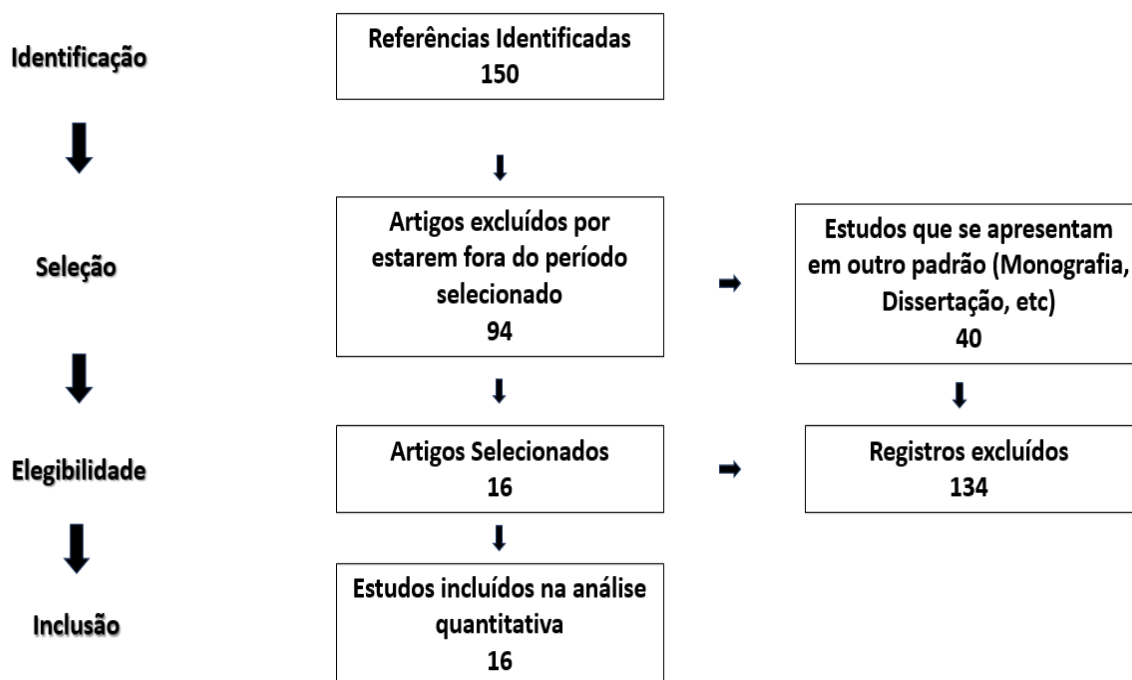 Identificação
Referências Identificadas
150
Seleção
Artigos excluídos por
estarem fora do período
selecionado
94
Estudos que se apresentam
em outro padrão (Monografia,
Dissertação, etc)
40
Elegibilidade
Artigos Selecionados
16
Registros excluídos
134
Inclusão
Estudos incluídos na análise
quantitativa
16